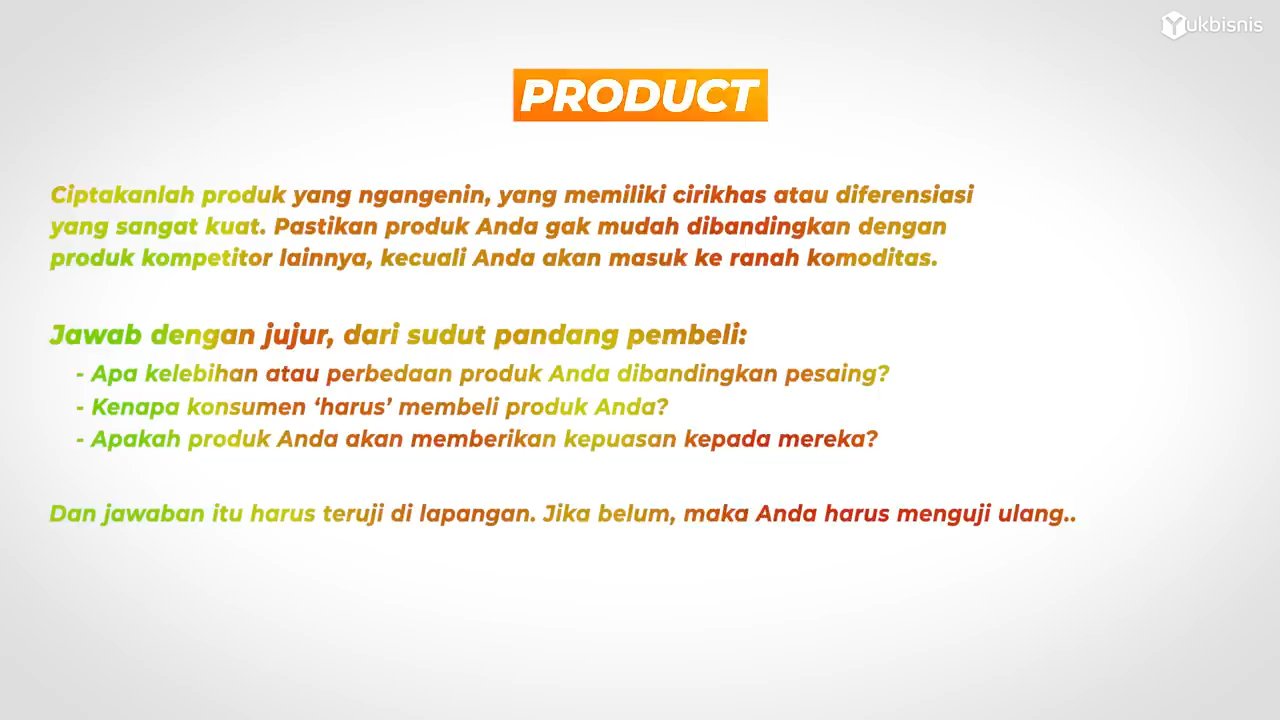 Yukbisnis
PRODUCT
Ciptakanlah produk yang ngangenin, yang memiliki cirikhas atau diferensiasi
yang sangat kuat. Pastikan produk Anda gak mudah dibandingkan dengan
produk kompetitor lainnya, kecuali Anda akan masuk ke ranah komoditas.
Jawab dengan jujur, dari sudut pandang pembeli:
- Apa kelebihan atau perbedaan produk Anda dibandingkan pesaing?
- Kenapa konsumen ‘harus’ membeli produk Anda?
- Apakah produk Anda akan memberikan kepuasan kepada mereka?
Dan jawaban itu harus teruji di lapangan. Jika belum, maka Anda harus menguji ulang..